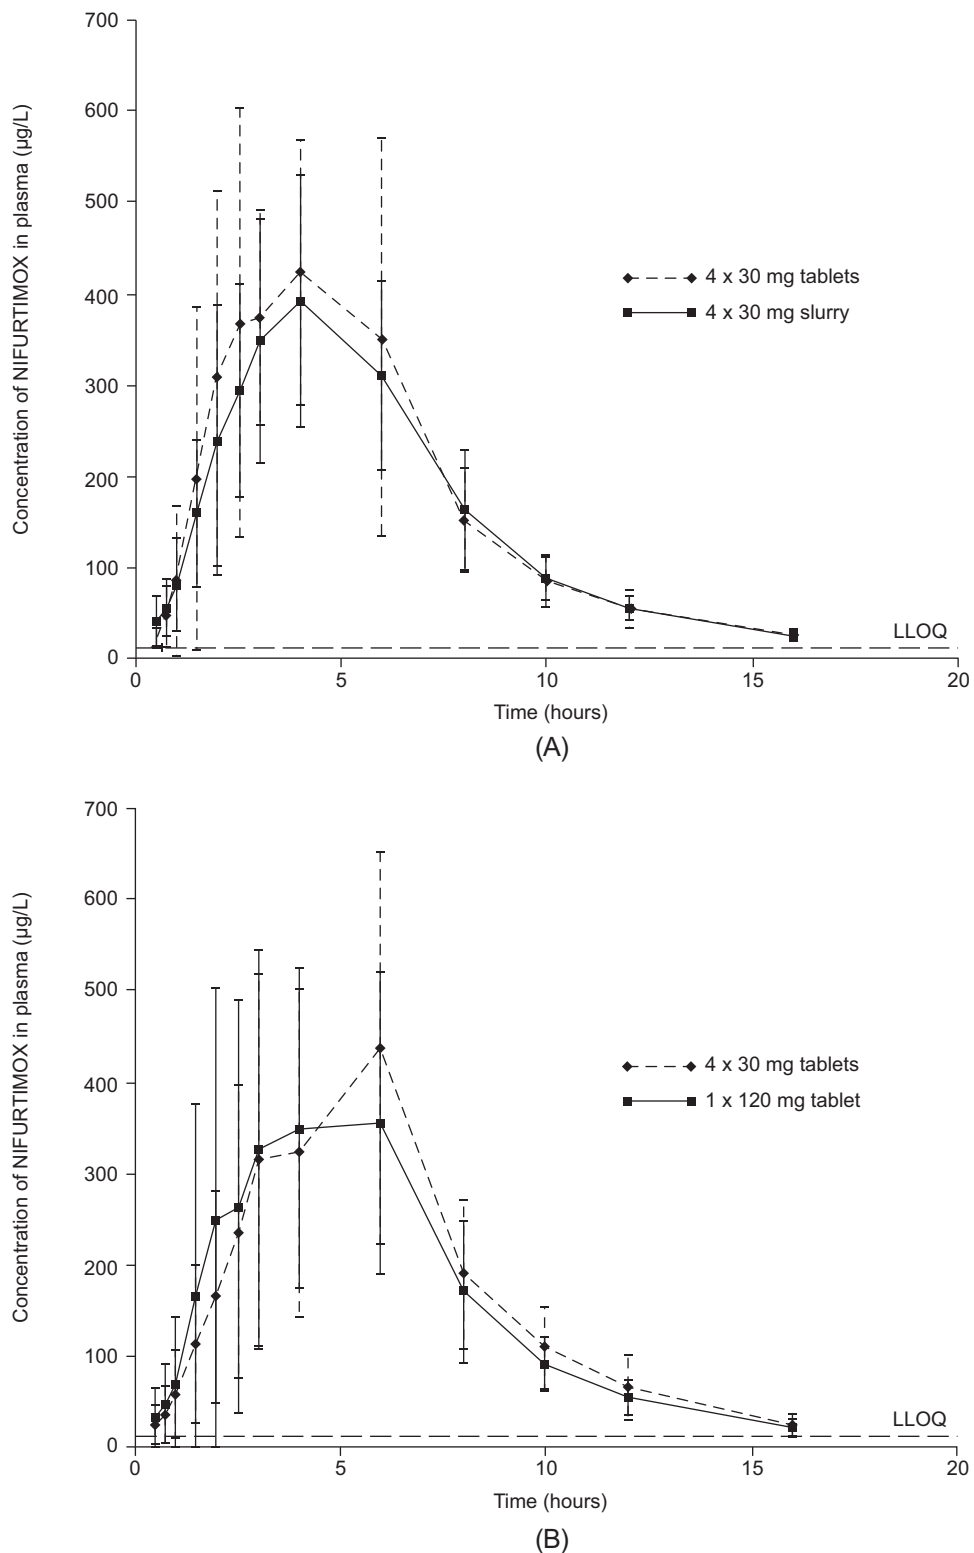 Concentration of NIFURTIMOX in plasma (µg/L)
700
600
500
400
300
200
100
0
4 x 30 mg tablets
4 x 30 mg slurry
LLOQ
0 5 10 15 20
Time (hours)
(A)
Concentration of NIFURTIMOX in plasma (µg/L)
700
600
500
400
300
200
100
0
4 x 30 mg tablets
1 x 120 mg tablet
LLOQ
0 5 10 15 20
Time (hours)
(B)